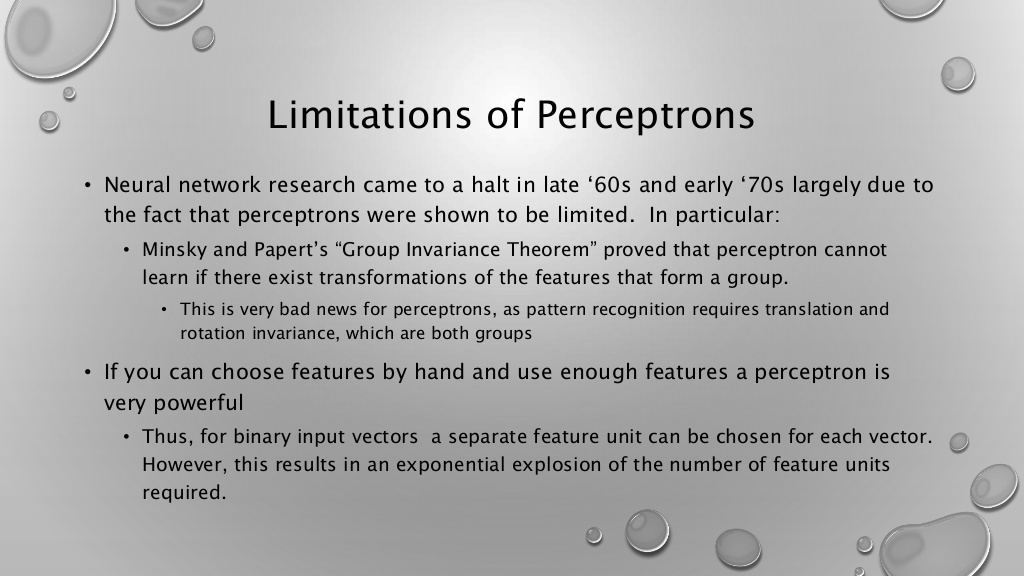 Limitations of Perceptrons
• Neural network research came to a halt in late ‘60s and early ‘70s largely due to
the fact that perceptrons were shown to be limited.  In particular:
• Minsky and Papert’s “Group Invariance Theorem” proved that perceptron cannot
learn if there exist transformations of the features that form a group.
• This is very bad news for perceptrons, as pattern recognition requires translation and
rotation invariance, which are both groups
• If you can choose features by hand and use enough features a perceptron is
very powerful
• Thus, for binary input vectors  a separate feature unit can be chosen for each vector.
However, this results in an exponential explosion of the number of feature units
required.